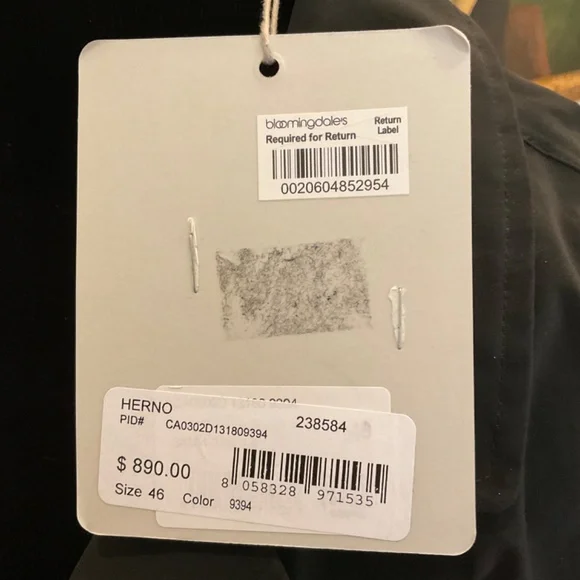 bloomingdale's Return
Required for Return Label
0020604852954
HERNO
PID# CA0302D131809394 238584
$ 890.00
8 058328 971535
Size 46 Color 9394